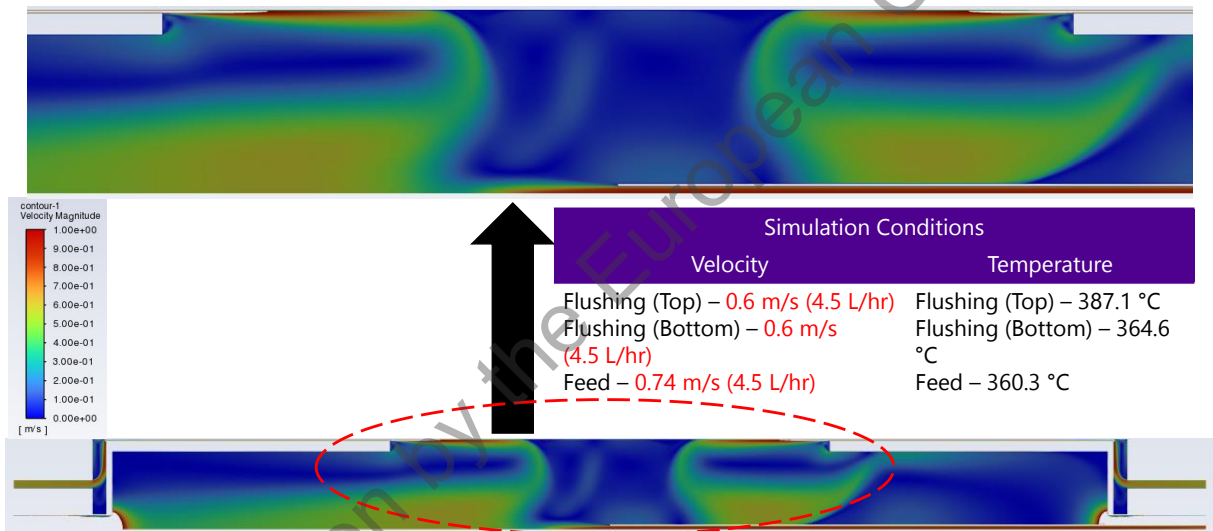 contour-1
Velocity Magnitude
1.00e+00
9.00e-01
8.00e-01
7.00e-01
6.00e-01
5.00e-01
4.00e-01
3.00e-01
2.00e-01
1.00e-01
0.00e+00
[ m/s ]
Simulation Conditions
Velocity Temperature
Flushing (Top) – 0.6 m/s (4.5 L/hr) Flushing (Top) – 387.1 °C
Flushing (Bottom) – 0.6 m/s Flushing (Bottom) – 364.6
(4.5 L/hr) °C
Feed – 0.74 m/s (4.5 L/hr) Feed – 360.3 °C
by the European